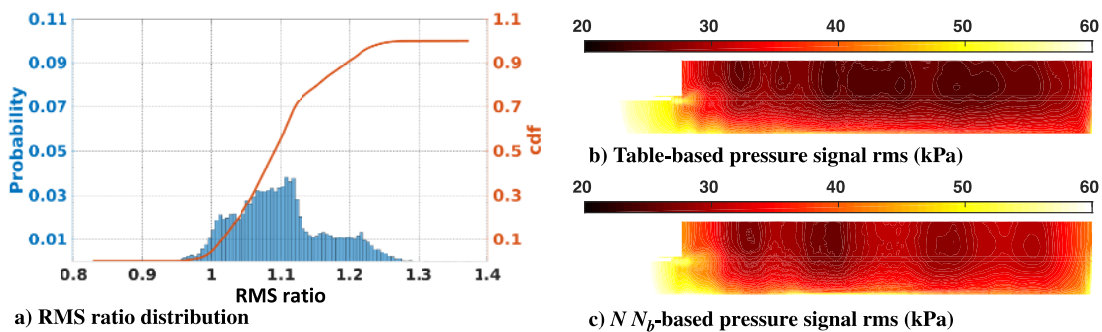 0.11
0.09
0.07
0.05
0.03
0.01
Probability
1.1
0.9
0.7
0.5
0.3
0.1
cdf
0.8 0.9 1 1.1 1.2 1.3 1.4
RMS ratio
a) RMS ratio distribution
20 30 40 50 60
b) Table-based pressure signal rms (kPa)
20 30 40 50 60
c) N N_b-based pressure signal rms (kPa)